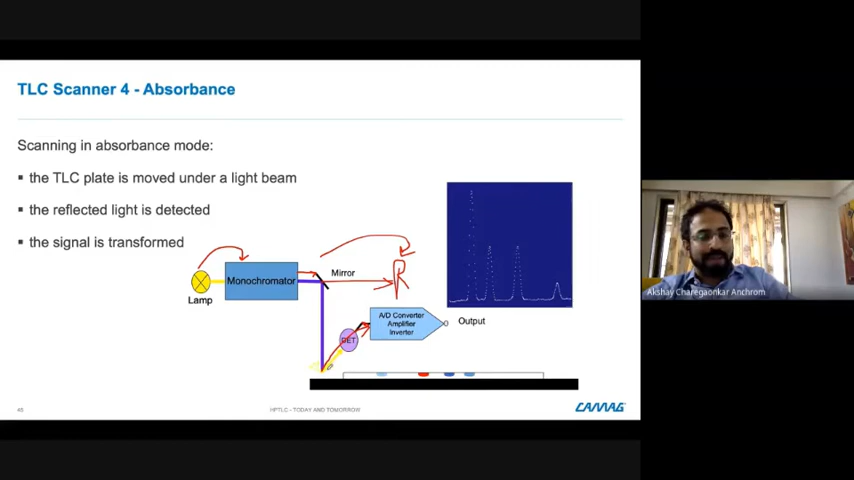 TLC Scanner 4 - Absorbance
Scanning in absorbance mode:
▪ the TLC plate is moved under a light beam
▪ the reflected light is detected
▪ the signal is transformed
Mirror
R
Monochromator
Lamp
A/D Converter
Amplifier
Inverter
Output
DET
Akshay Charegaonkar Anchrom
HPTLC - TODAY AND TOMORROW
CAMAG